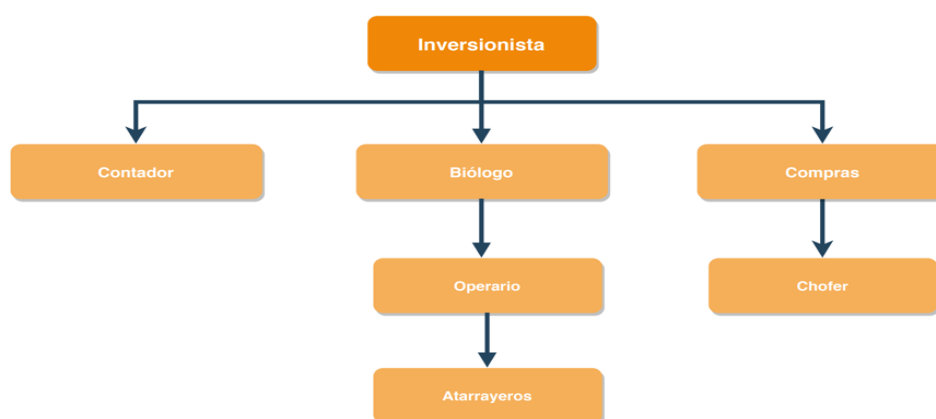 Inversionista
Contador
Biólogo
Compras
Operario
Chofer
Atarrayeros